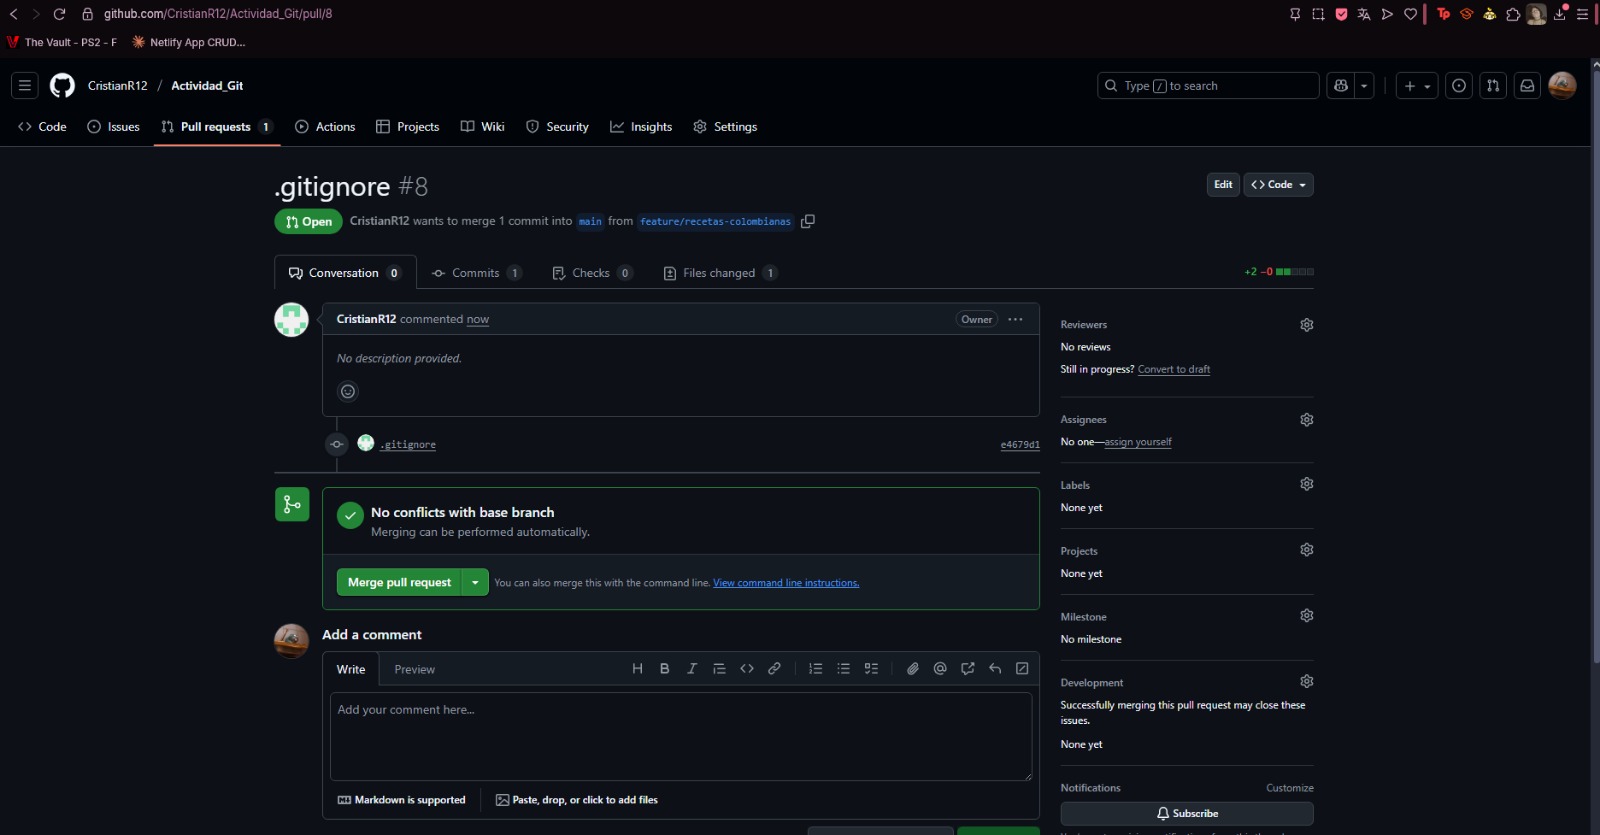 github.com/CristianR12/Actividad_Git/pull/8
The Vault - PS2 - F Netlify App CRUD...
CristianR12 / Actividad_Git
Type / to search
Code Issues Pull requests 1 Actions Projects Wiki Security Insights Settings
.gitignore #8
Edit <> Code
Open CristianR12 wants to merge 1 commit into main from feature/recetas-colombianas
Conversation 0 Commits 1 Checks 0 Files changed 1
+2 −0
CristianR12 commented now
Owner
No description provided.
.gitignore e4679d1
No conflicts with base branch
Merging can be performed automatically.
Merge pull request You can also merge this with the command line. View command line instructions.
Add a comment
Write Preview
Add your comment here...
Markdown is supported Paste, drop, or click to add files
Reviewers
No reviews
Still in progress? Convert to draft
Assignees
No one—assign yourself
Labels
None yet
Projects
None yet
Milestone
No milestone
Development
Successfully merging this pull request may close these
issues.
None yet
Notifications Customize
Subscribe